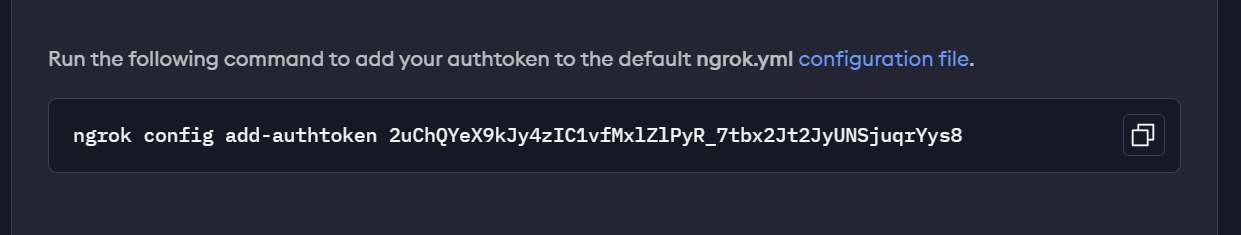 Run the following command to add your authtoken to the default ngrok.yml configuration file.
ngrok config add-authtoken 2uChQYeX9kJy4zIC1vfMxlZlPyR_7tbx2Jt2JyUNSjuqrYys8